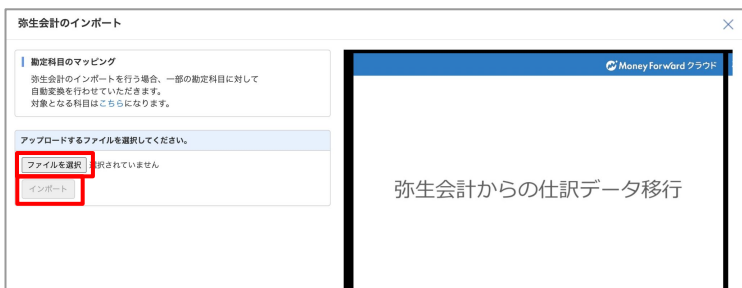 弥生会計のインポート
勘定科目のマッピング
弥生会計のインポートを行う場合、一部の勘定科目に対して
自動変換を行わせていただきます。
対象となる科目はこちらになります。
アップロードするファイルを選択してください。
ファイルを選択 択されていません
インポート
Money Forward クラウド
弥生会計からの仕訳データ移行